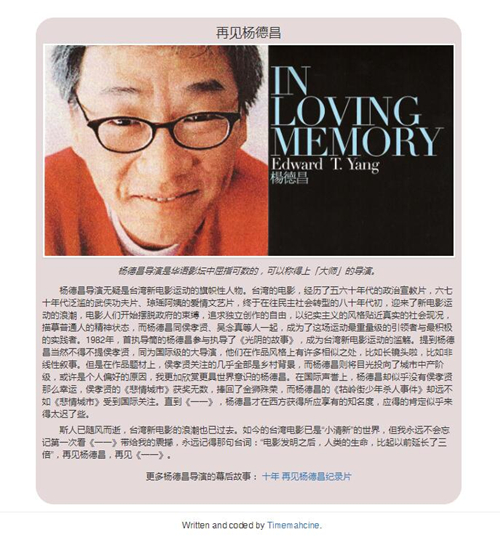 再见杨德昌
IN
LOVING
MEMORY
Edward T. Yang
楊德昌
杨德昌导演是华语影坛中屈指可数的，可以称得上「大师」的导演。
杨德昌导演无疑是台湾新电影运动的旗帜性人物。台湾的电影，经历了五六十年代的政治宣教片，六七
十年代泛滥的武侠功夫片、琼瑶阿姨的爱情文艺片，终于在往民主社会转型的八十年代初，迎来了新电影运
动的浪潮，电影人们开始摆脱政府的束缚，追求独立创作的自由，以纪实主义的风格贴近真实的社会现况，
描摹普通人的精神状态，而杨德昌同侯孝贤、吴念真等人一起，成为了这场运动最重量级的引领者与最积极
的实践者。1982年，首执导筒的杨德昌参与执导了《光阴的故事》，成为台湾新电影运动的滥觞。提到杨德
昌当然不得不提侯孝贤，同为国际级的大导演，他们在作品风格上有许多相似之处，比如长镜头啦，比如非
线性叙事。但是在作品题材上，侯孝贤关注的几乎全部是乡村背景，而杨德昌则将目光投向了城市中产阶
级，或许是个人偏好的原因，我更加欣赏更具世界意识的杨德昌。在国际声誉上，杨德昌却似乎没有侯孝贤
那么幸运，侯孝贤的《悲情城市》获奖无数，捧回了金狮殊荣，而杨德昌的《牯岭街少年杀人事件》却远不
如《悲情城市》受到国际关注。直到《一一》，杨德昌才在西方获得所应享有的知名度，应得的肯定似乎来
得太迟了些。
斯人已随风而逝，台湾新电影的浪潮也已过去。如今的台湾电影已是“小清新”的世界，但我永远不会忘
记第一次看《一一》带给我的震撼，永远记得那句台词：“电影发明之后，人类的生命，比起以前延长了三
倍”，再见杨德昌，再见《一一》。
更多杨德昌导演的幕后故事： 十年 再见杨德昌纪录片
Written and coded by Timemahcine.